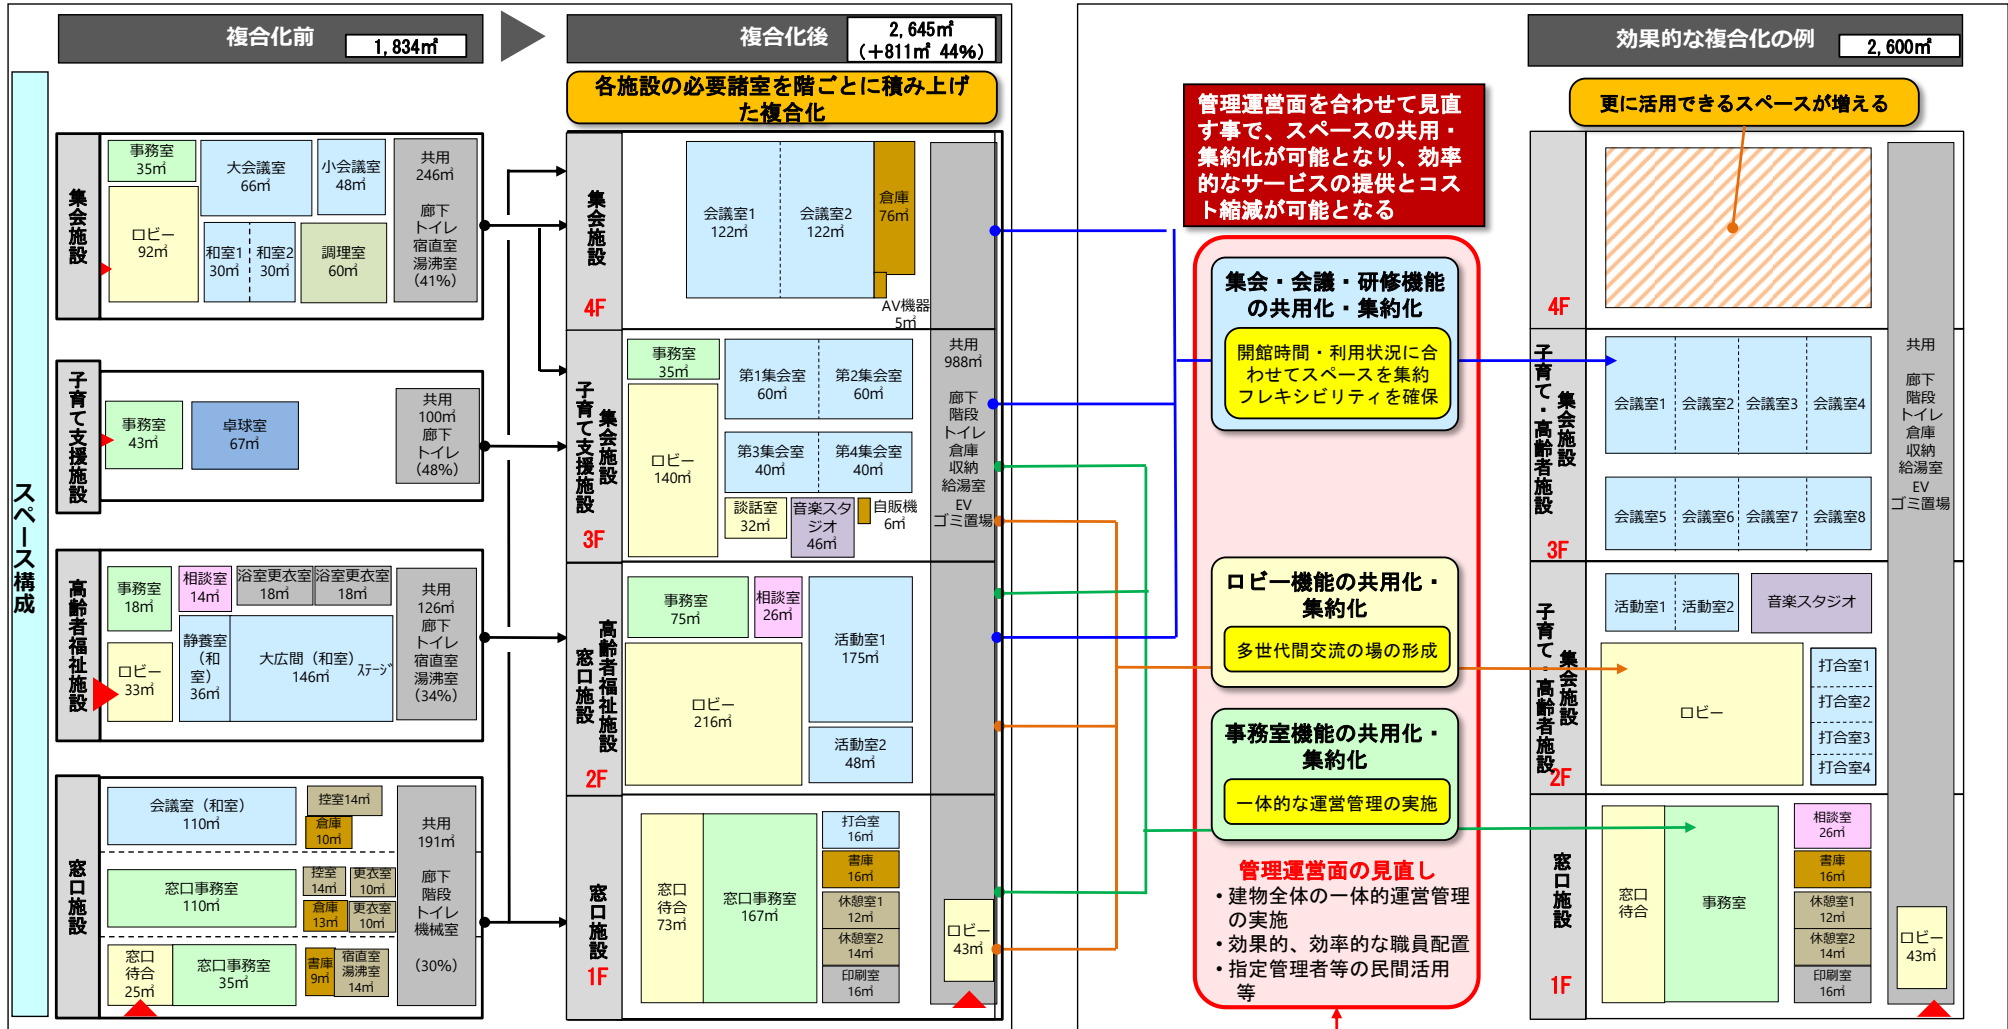 複合化前
1,834㎡
複合化後
2,645㎡
(+811㎡ 44%)
効果的な複合化の例
2,600㎡
スペース構成
集会施設
事務室
35㎡
大会議室
66㎡
小会議室
48㎡
ロビー
92㎡
和室1
30㎡
和室2
30㎡
調理室
60㎡
共用
246㎡
廊下
トイレ
宿直室
湯沸室
(41%)
子育て支援施設
事務室
43㎡
卓球室
67㎡
共用
100㎡
廊下
トイレ
(48%)
高齢者福祉施設
事務室
18㎡
相談室
14㎡
浴室更衣室
18㎡
浴室更衣室
18㎡
ロビー
33㎡
静養室
(和
室)
36㎡
大広間(和室)
146㎡
ステージ
共用
126㎡
廊下
トイレ
宿直室
湯沸室
(34%)
窓口施設
会議室(和室)
110㎡
控室14㎡
倉庫
10㎡
窓口事務室
110㎡
控室
14㎡
更衣室
10㎡
倉庫
13㎡
更衣室
10㎡
窓口
待合
25㎡
窓口事務室
35㎡
書庫
9㎡
宿直室
湯沸室
14㎡
共用
191㎡
廊下
階段
トイレ
機械室
(30%)
各施設の必要諸室を階ごとに積み上げ
た複合化
集会施設
4F
会議室1
122㎡
会議室2
122㎡
倉庫
76㎡
AV機器
5㎡
集会施設
子育て支援施設
3F
事務室
35㎡
第1集会室
60㎡
第2集会室
60㎡
ロビー
140㎡
第3集会室
40㎡
第4集会室
40㎡
談話室
32㎡
音楽スタ
ジオ
46㎡
自販機
6㎡
共用
988㎡
廊下
階段
トイレ
倉庫
収納
給湯室
EV
ゴミ置場
高齢者福祉施設
窓口施設
2F
事務室
75㎡
相談室
26㎡
活動室1
175㎡
ロビー
216㎡
活動室2
48㎡
窓口施設
1F
窓口
待合
73㎡
窓口事務室
167㎡
打合室
16㎡
書庫
16㎡
休憩室1
12㎡
休憩室2
14㎡
印刷室
16㎡
ロビー
43㎡
管理運営面を合わせて見直
す事で、スペースの共用・
集約化が可能となり、効率
的なサービスの提供とコス
ト縮減が可能となる
集会・会議・研修機能
の共用化・集約化
開館時間・利用状況に合
わせてスペースを集約
フレキシビリティを確保
ロビー機能の共用化・
集約化
多世代間交流の場の形成
事務室機能の共用化・
集約化
一体的な運営管理の実施
管理運営面の見直し
・建物全体の一体的運営管理
の実施
・効果的、効率的な職員配置
・指定管理者等の民間活用
等
更に活用できるスペースが増える
4F
集会施設
子育て・高齢者施設
3F
会議室1
会議室2
会議室3
会議室4
会議室5
会議室6
会議室7
会議室8
共用
廊下
階段
トイレ
倉庫
収納
給湯室
EV
ゴミ置場
集会施設
子育て・高齢者施設
2F
活動室1
活動室2
音楽スタジオ
ロビー
打合室1
打合室2
打合室3
打合室4
窓口施設
1F
窓口
待合
事務室
相談室
26㎡
書庫
16㎡
休憩室1
12㎡
休憩室2
14㎡
印刷室
16㎡
ロビー
43㎡